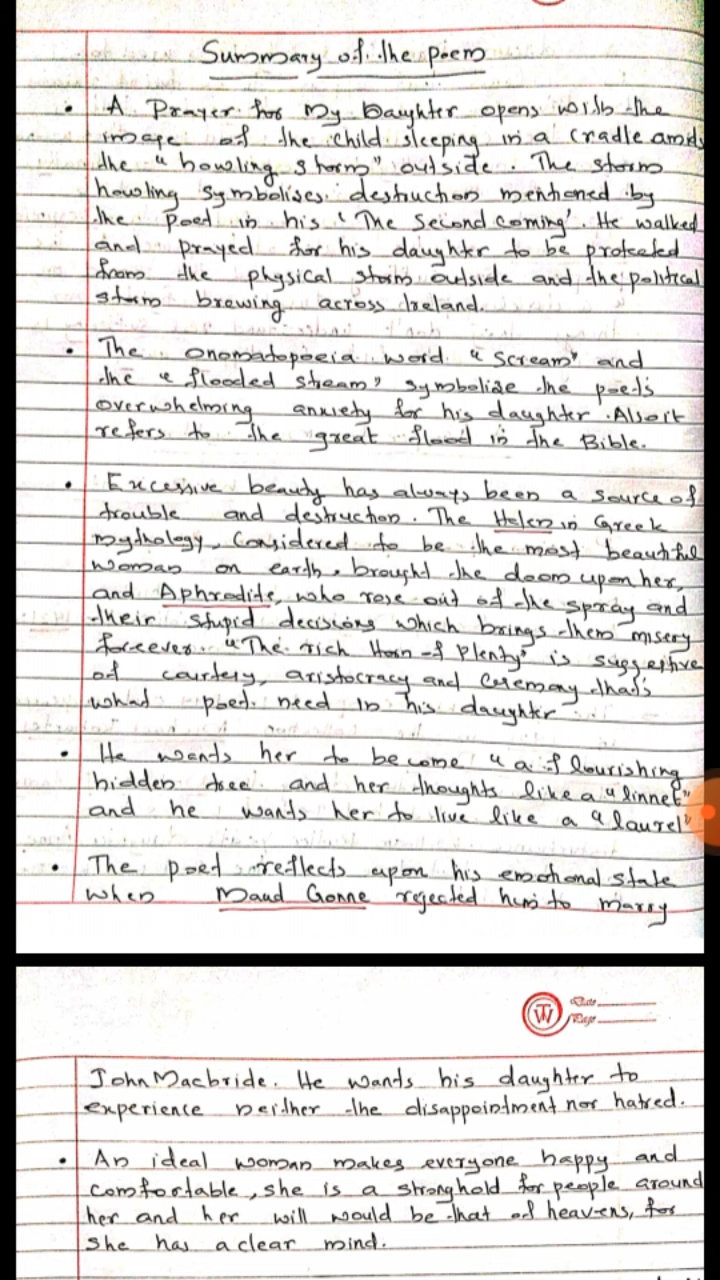 Summary of the poem
• A Prayer for My Daughter opens with the
image of the child sleeping in a cradle amids
the "howling storm" outside. The storm
howling symbolises destruction mentioned by
the poet in his 'The Second Coming'. He walked
and prayed for his daughter to be protected
from the physical storm outside and the political
storm brewing across Ireland.
• The onomatopoeia word "Scream" and
the "flooded stream" symbolize the poet's
overwhelming anxiety for his daughter. Also it
refers to the great flood in the Bible.
• Excessive beauty has always been a source of
trouble and destruction. The Helen in Greek
mythology, considered to be the most beautiful
woman on earth, brought the doom upon her,
and Aphrodite, who rose out of the spray and
their stupid decisions which brings them misery
forever. "The rich Horn of Plenty" is suggestive
of courtesy, aristocracy and ceremony that's
what poet need in his daughter
• He wants her to become "a flourishing
hidden tree and her thoughts like a "linnet"
and he wants her to live like a "laurel"
• The poet reflects upon his emotional state
when Maud Gonne rejected him to marry
TW
Date
Page
John Macbride. He wants his daughter to
experience neither the disappointment nor hatred.
• An ideal woman makes everyone happy and
comfortable, she is a stronghold for people around
her and her will would be that of heavens, for
she has a clear mind.